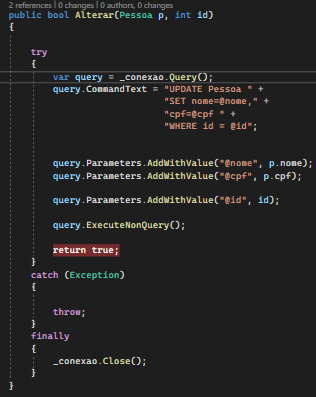 2 references | 0 changes | 0 authors, 0 changes
public bool Alterar(Pessoa p, int id)
{
try
{
var query = _conexao.Query();
query.CommandText = "UPDATE Pessoa " +
"SET nome=@nome," +
"cpf=@cpf " +
"WHERE id = @id";
query.Parameters.AddWithValue("@nome", p.nome);
query.Parameters.AddWithValue("@cpf", p.cpf);
query.Parameters.AddWithValue("@id", id);
query.ExecuteNonQuery();
return true;
}
catch (Exception)
{
throw;
}
finally
{
_conexao.Close();
}
}